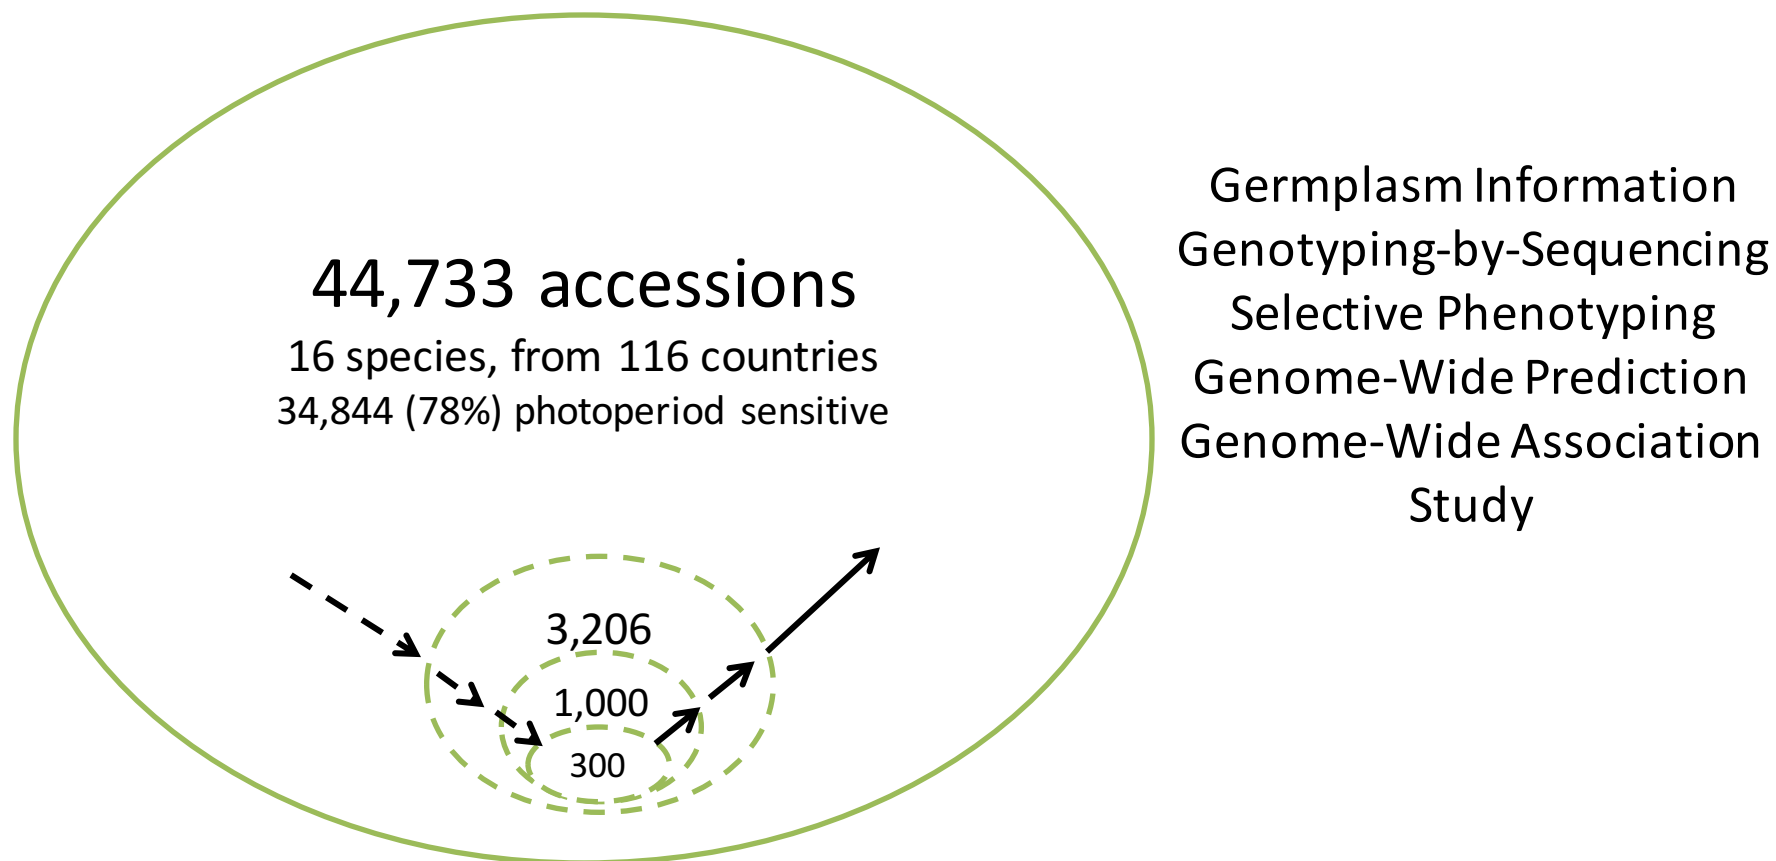 44,733 accessions
16 species, from 116 countries
34,844 (78%) photoperiod sensitive
3,206
1,000
300
Germplasm Information
Genotyping-by-Sequencing
Selective Phenotyping
Genome-Wide Prediction
Genome-Wide Association
Study